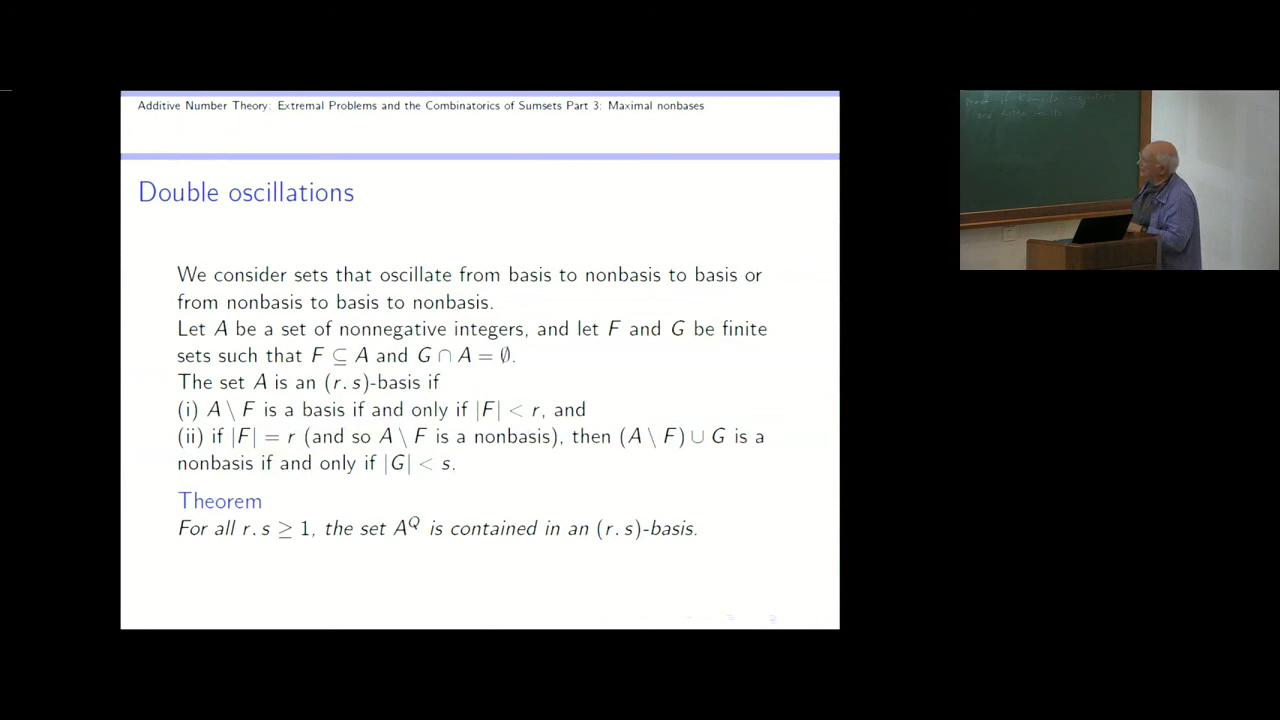 Additive Number Theory: Extremal Problems and the Combinatorics of Sumsets Part 3: Maximal nonbases
Double oscillations
We consider sets that oscillate from basis to nonbasis to basis or
from nonbasis to basis to nonbasis.
Let A be a set of nonnegative integers, and let F and G be finite
sets such that F ⊆ A and G ∩ A = ∅.
The set A is an (r, s)-basis if
(i) A \ F is a basis if and only if |F| < r, and
(ii) if |F| = r (and so A \ F is a nonbasis), then (A \ F) ∪ G is a
nonbasis if and only if |G| < s.
Theorem
For all r, s ≥ 1, the set A^Q is contained in an (r, s)-basis.